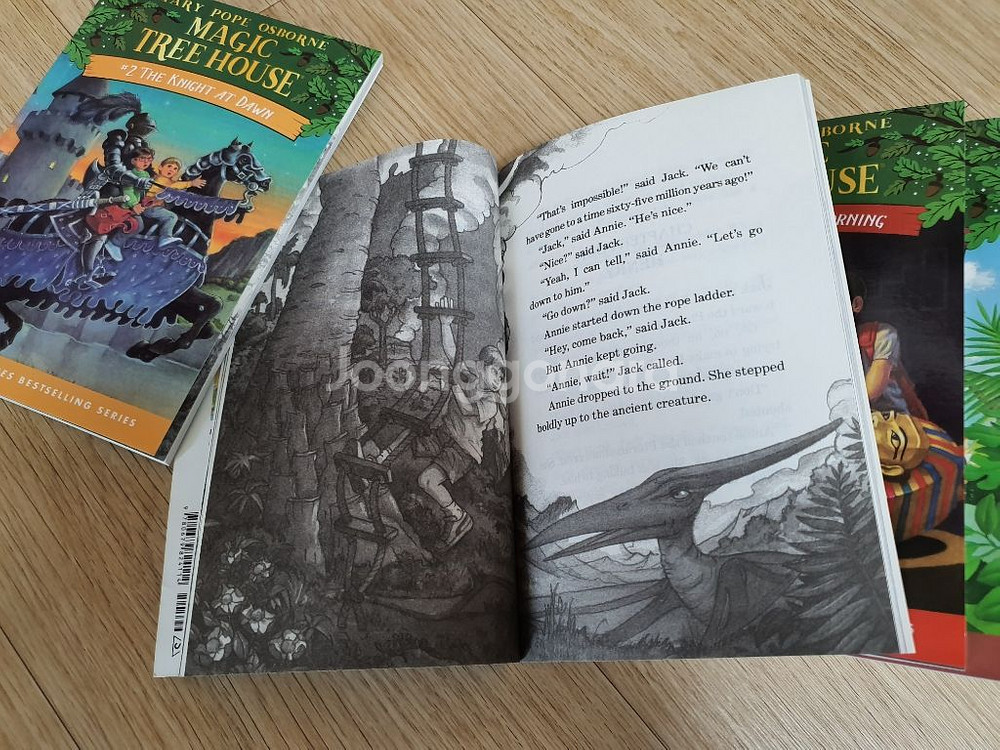 MARY POPE OSBORNE
MAGIC
TREE HOUSE
#2 THE KNIGHT AT DAWN
BESTSELLING SERIES
"That's impossible!" said Jack. "We can't
have gone to a time sixty-five million years ago!"
"Jack," said Annie. "He's nice."
"Nice?" said Jack.
"Yeah, I can tell," said Annie. "Let's go
down to him."
"Go down?" said Jack.
Annie started down the rope ladder.
"Hey, come back," said Jack.
But Annie kept going.
"Annie, wait!" Jack called.
Annie dropped to the ground. She stepped
boldly up to the ancient creature.